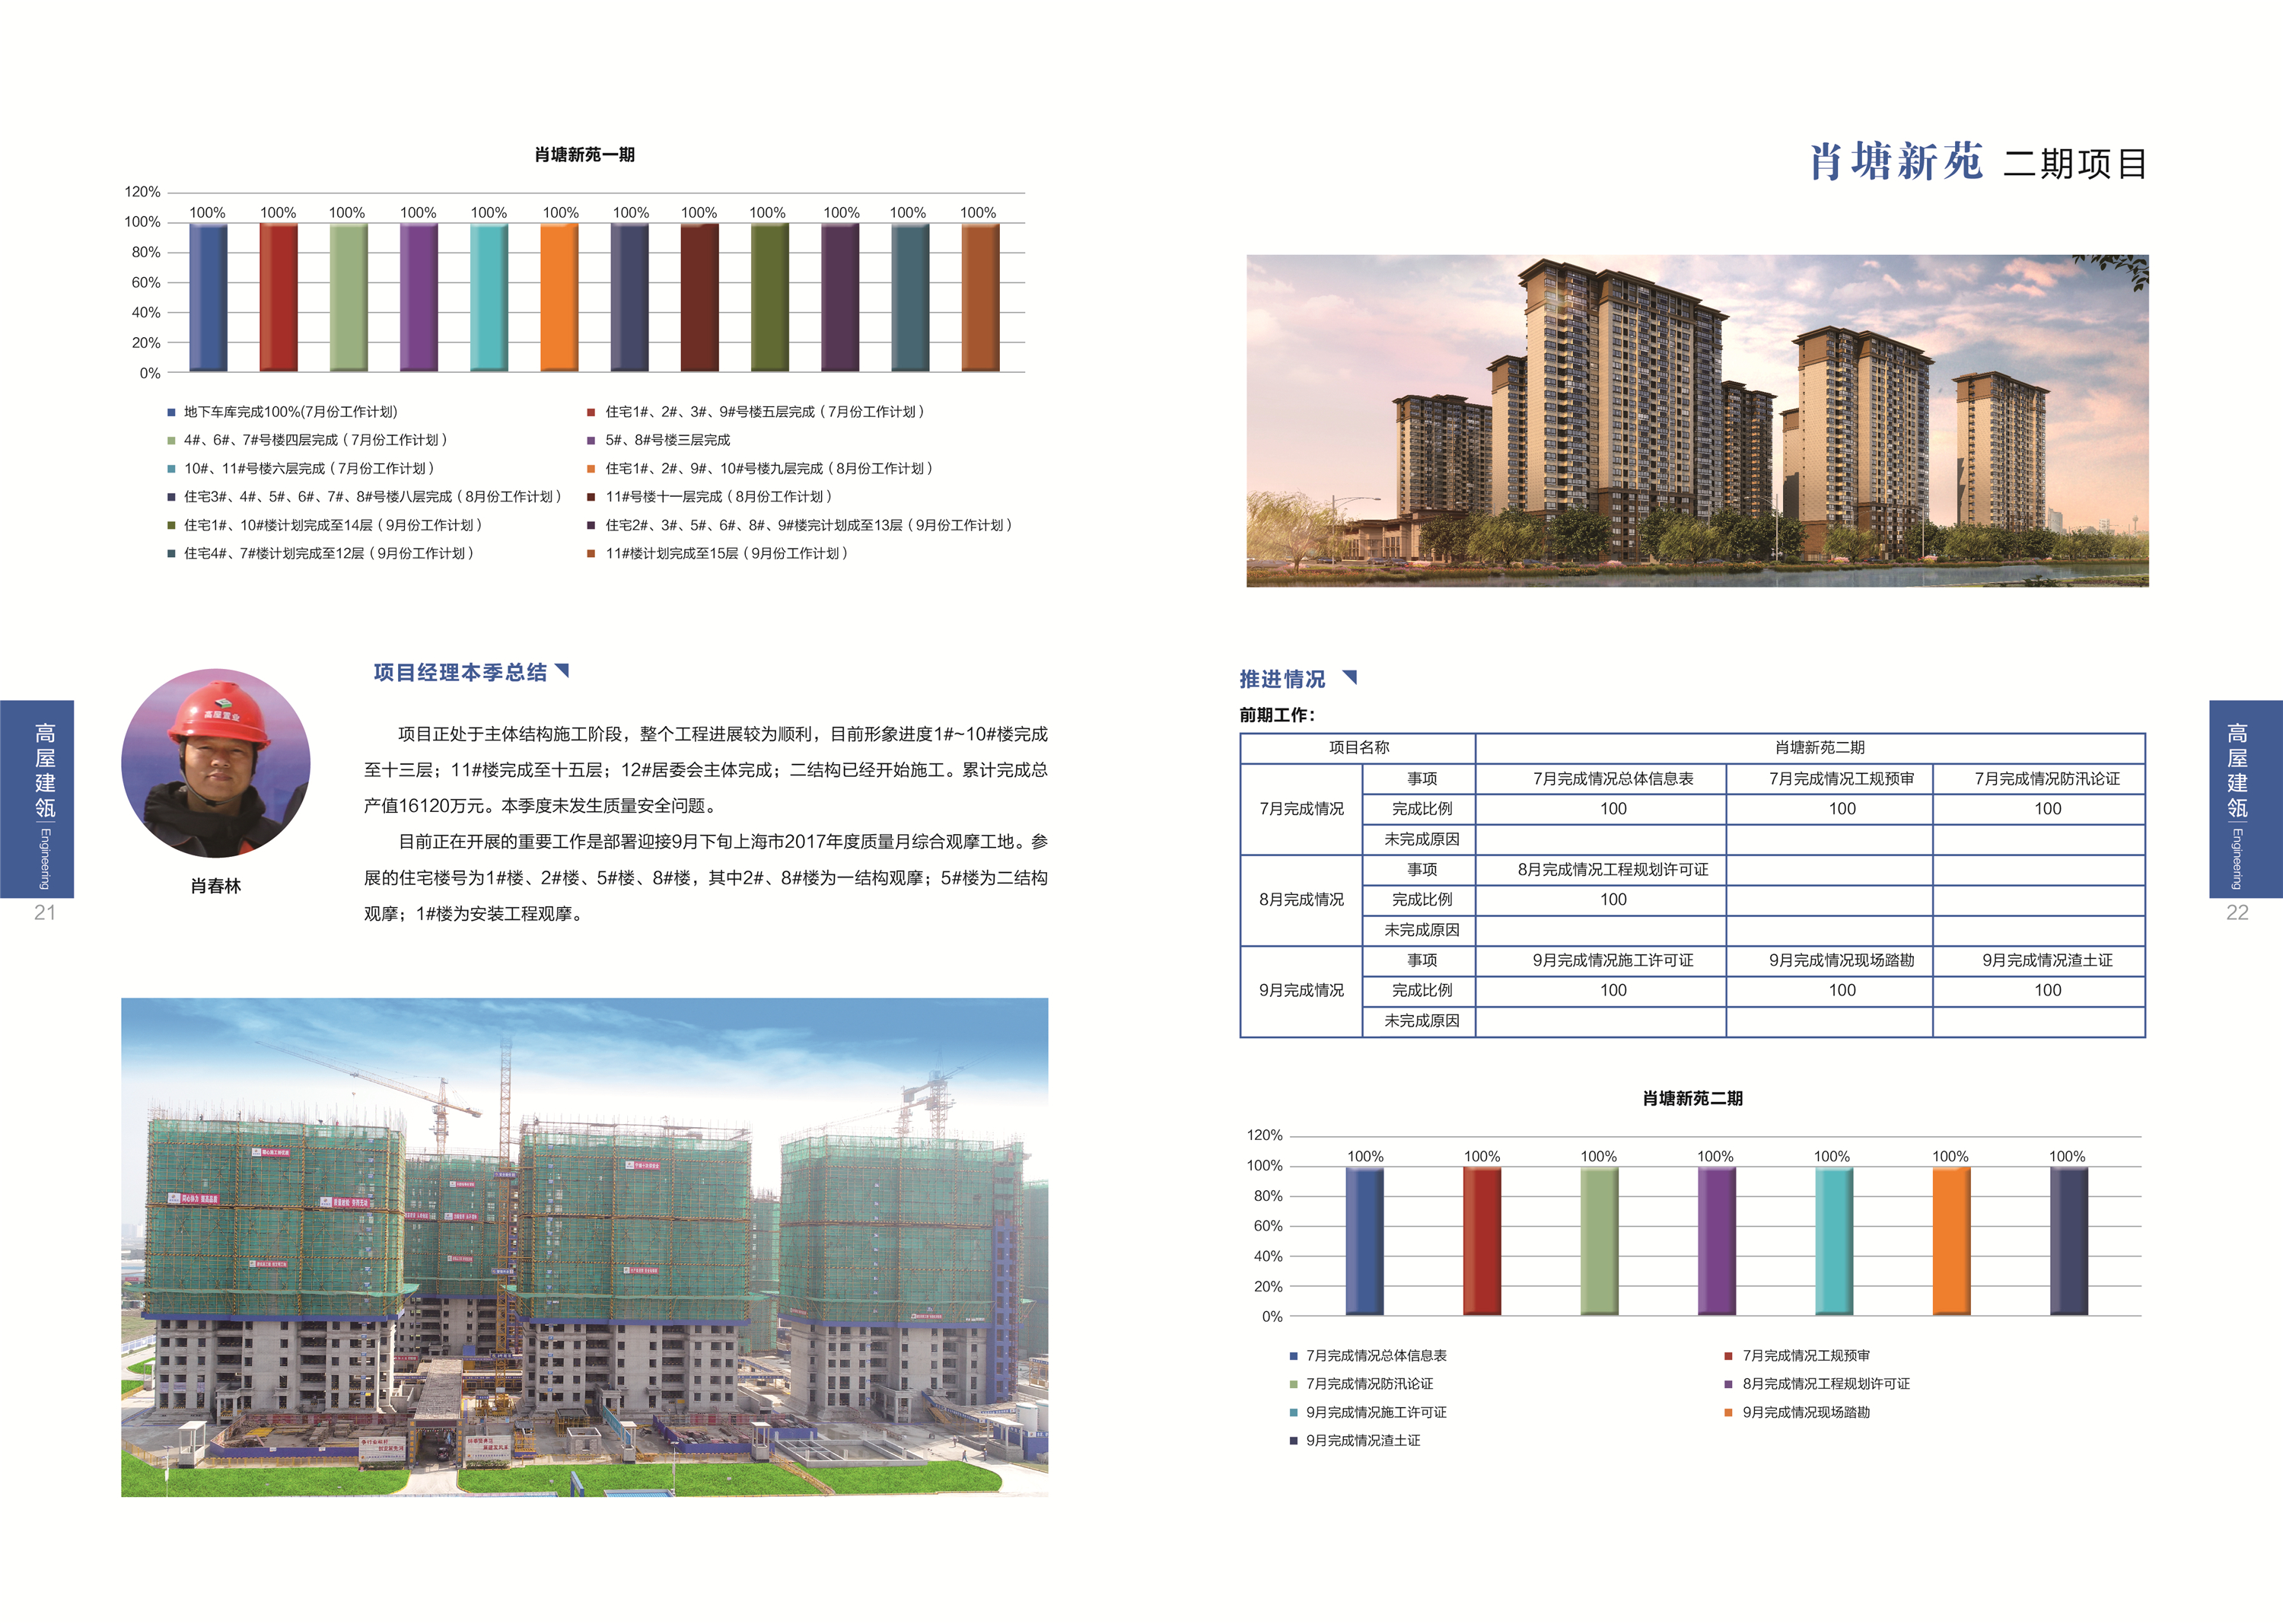 肖塘新苑一期
120%
100%
80%
60%
40%
20%
0%
100% 100% 100% 100% 100% 100% 100% 100% 100% 100% 100% 100%
地下车库完成100%(7月份工作计划)
住宅1#、2#、3#、9#号楼五层完成（7月份工作计划）
4#、6#、7#号楼四层完成（7月份工作计划）
5#、8#号楼三层完成
10#、11#号楼六层完成（7月份工作计划）
住宅1#、2#、9#、10#号楼九层完成（8月份工作计划）
住宅3#、4#、5#、6#、7#、8#号楼八层完成（8月份工作计划）
11#号楼十一层完成（8月份工作计划）
住宅1#、10#楼计划完成至14层（9月份工作计划）
住宅2#、3#、5#、6#、8#、9#楼完计划成至13层（9月份工作计划）
住宅4#、7#楼计划完成至12层（9月份工作计划）
11#楼计划完成至15层（9月份工作计划）
项目经理本季总结
项目正处于主体结构施工阶段，整个工程进展较为顺利，目前形象进度1#~10#楼完成
至十三层；11#楼完成至十五层；12#居委会主体完成；二结构已经开始施工。累计完成总
产值16120万元。本季度未发生质量安全问题。
目前正在开展的重要工作是部署迎接9月下旬上海市2017年度质量月综合观摩工地。参
展的住宅楼号为1#楼、2#楼、5#楼、8#楼，其中2#、8#楼为一结构观摩；5#楼为二结构
观摩；1#楼为安装工程观摩。
高屋置业
肖春林
高屋建瓴
Engineering
21
肖塘新苑 二期项目
推进情况
前期工作：
项目名称 肖塘新苑二期
7月完成情况
事项 7月完成情况总体信息表 7月完成情况工规预审 7月完成情况防汛论证
完成比例 100 100 100
未完成原因
8月完成情况
事项 8月完成情况工程规划许可证
完成比例 100
未完成原因
9月完成情况
事项 9月完成情况施工许可证 9月完成情况现场踏勘 9月完成情况渣土证
完成比例 100 100 100
未完成原因
肖塘新苑二期
120%
100%
80%
60%
40%
20%
0%
100% 100% 100% 100% 100% 100% 100%
7月完成情况总体信息表
7月完成情况工规预审
7月完成情况防汛论证
8月完成情况工程规划许可证
9月完成情况施工许可证
9月完成情况现场踏勘
9月完成情况渣土证
高屋建瓴
Engineering
22